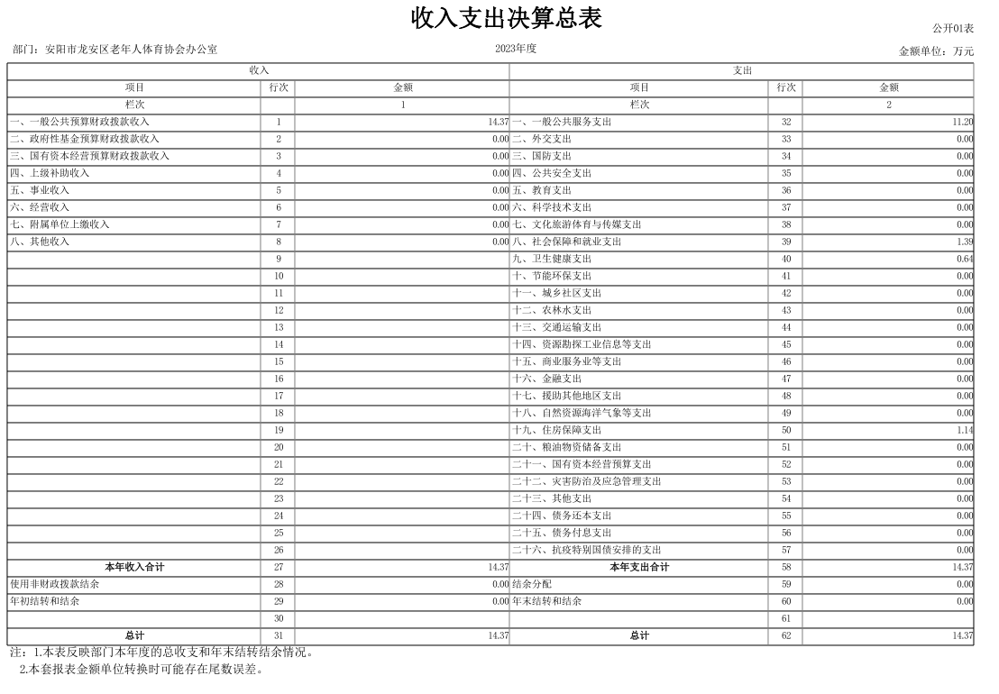 收入支出决算总表
公开01表
部门：安阳市龙安区老年人体育协会办公室 2023年度 金额单位：万元
收入 支出
项目 行次 金额 项目 行次 金额
栏次 1 栏次 2
一、一般公共预算财政拨款收入 1 14.37 一、一般公共服务支出 32 11.20
二、政府性基金预算财政拨款收入 2 0.00 二、外交支出 33 0.00
三、国有资本经营预算财政拨款收入 3 0.00 三、国防支出 34 0.00
四、上级补助收入 4 0.00 四、公共安全支出 35 0.00
五、事业收入 5 0.00 五、教育支出 36 0.00
六、经营收入 6 0.00 六、科学技术支出 37 0.00
七、附属单位上缴收入 7 0.00 七、文化旅游体育与传媒支出 38 0.00
八、其他收入 8 0.00 八、社会保障和就业支出 39 1.39
9 九、卫生健康支出 40 0.64
10 十、节能环保支出 41 0.00
11 十一、城乡社区支出 42 0.00
12 十二、农林水支出 43 0.00
13 十三、交通运输支出 44 0.00
14 十四、资源勘探工业信息等支出 45 0.00
15 十五、商业服务业等支出 46 0.00
16 十六、金融支出 47 0.00
17 十七、援助其他地区支出 48 0.00
18 十八、自然资源海洋气象等支出 49 0.00
19 十九、住房保障支出 50 1.14
20 二十、粮油物资储备支出 51 0.00
21 二十一、国有资本经营预算支出 52 0.00
22 二十二、灾害防治及应急管理支出 53 0.00
23 二十三、其他支出 54 0.00
24 二十四、债务还本支出 55 0.00
25 二十五、债务付息支出 56 0.00
26 二十六、抗疫特别国债安排的支出 57 0.00
本年收入合计 27 14.37 本年支出合计 58 14.37
使用非财政拨款结余 28 0.00 结余分配 59 0.00
年初结转和结余 29 0.00 年末结转和结余 60 0.00
30 61
总计 31 14.37 总计 62 14.37
注：1.本表反映部门本年度的总收支和年末结转结余情况。
2.本套报表金额单位转换时可能存在尾数误差。